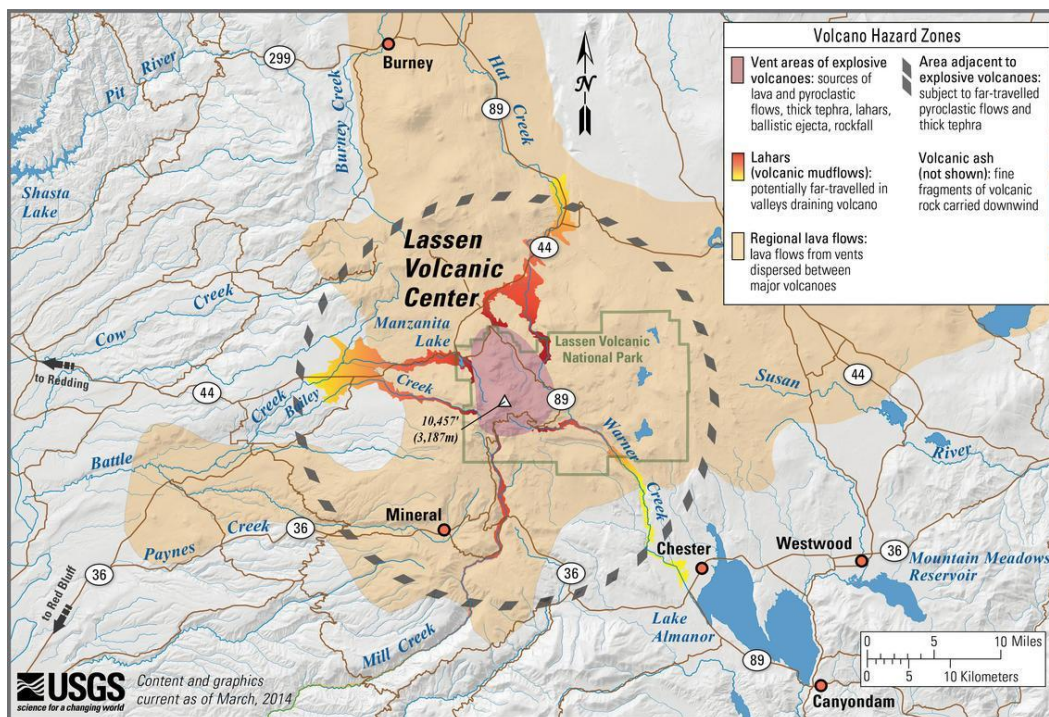 Volcano Hazard Zones
Vent areas of explosive
volcanoes: sources of
lava and pyroclastic
flows, thick tephra, lahars,
ballistic ejecta, rockfall
Area adjacent to
explosive volcanoes:
subject to far-travelled
pyroclastic flows and
thick tephra
Lahars
(volcanic mudflows):
potentially far-travelled in
valleys draining volcano
Volcanic ash
(not shown): fine
fragments of volcanic
rock carried downwind
Regional lava flows:
lava flows from vents
dispersed between
major volcanoes
Burney
299
Pit River
Burney Creek
Hat Creek
89
N
Shasta
Lake
44
Lassen
Volcanic
Center
Manzanita
Lake
Cow Creek
Lassen Volcanic
National Park
to Redding
44
Bailey Creek
Creek
89
10,457'
(3,187m)
Warner Creek
Susan River
44
Battle Creek
Mineral
36
Paynes
36
to Red Bluff
36
Chester
Westwood
36
Mountain Meadows
Reservoir
Mill Creek
Lake
Almanor
89
Canyondam
0 5 10 Miles
0 5 10 Kilometers
USGS
science for a changing world
Content and graphics
current as of March, 2014